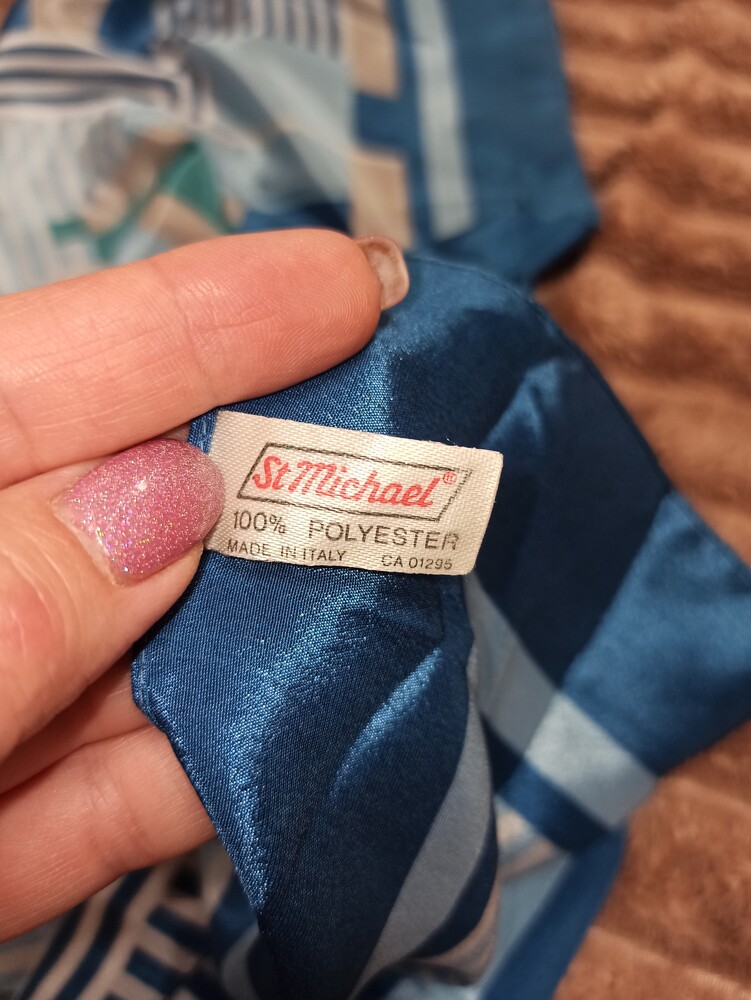 St Michael®
100% POLYESTER
MADE IN ITALY CA 01295